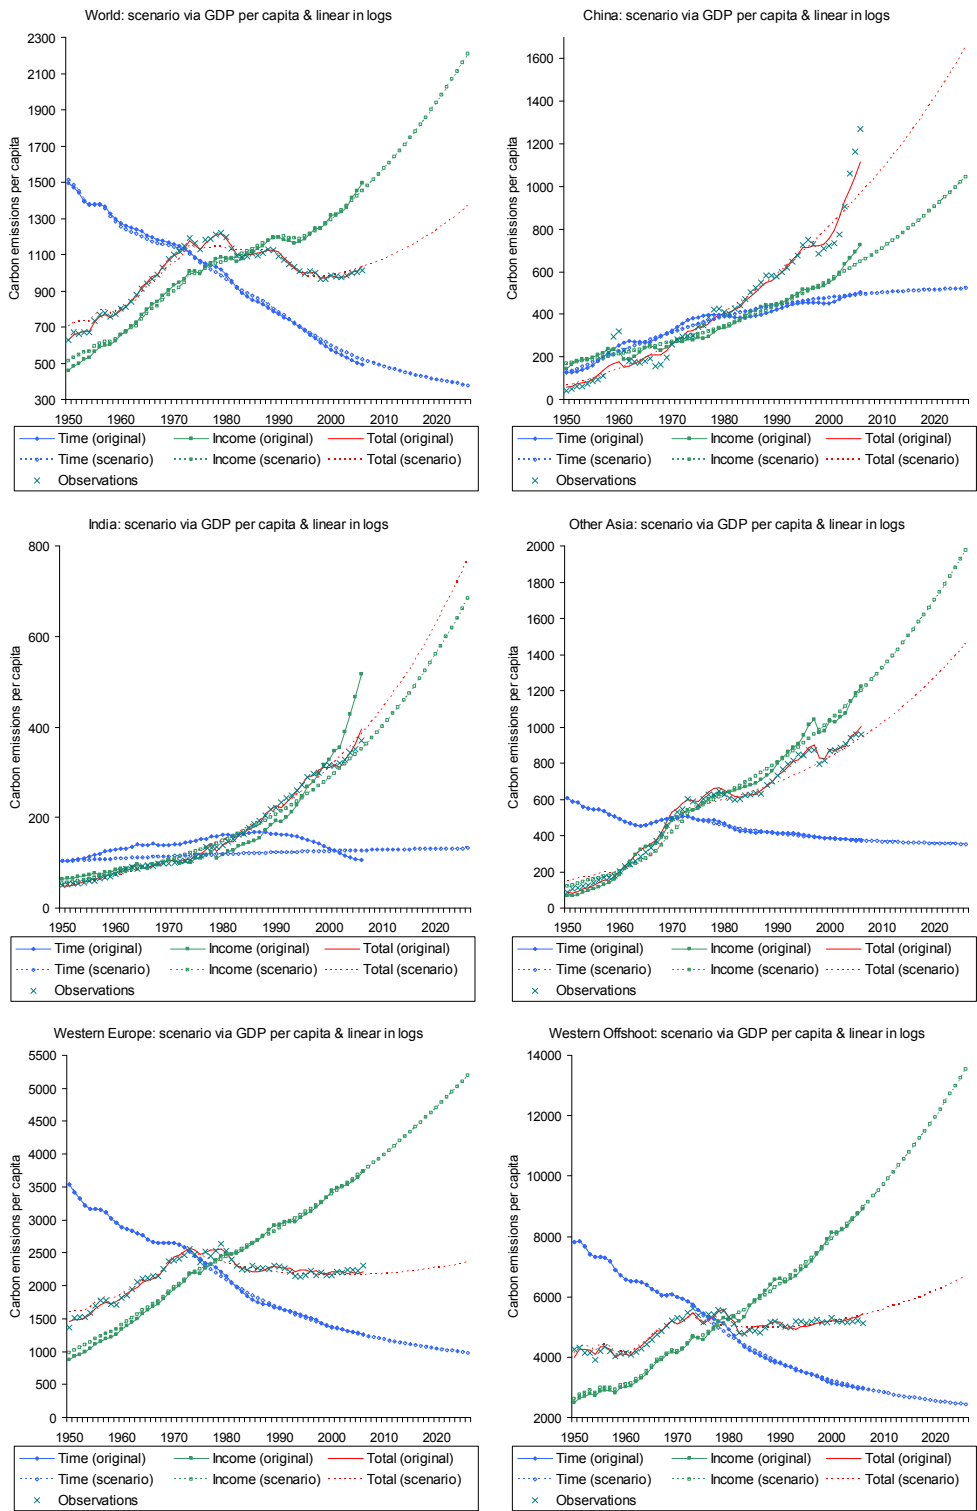 World: scenario via GDP per capita & linear in logs
2300
2100
1900
1700
1500
1300
1100
900
700
500
300
Carbon emissions per capita
1950 1960 1970 1980 1990 2000 2010 2020
Time (original) Income (original) Total (original)
Time (scenario) Income (scenario) Total (scenario)
Observations
China: scenario via GDP per capita & linear in logs
1600
1400
1200
1000
800
600
400
200
0
Carbon emissions per capita
1950 1960 1970 1980 1990 2000 2010 2020
Time (original) Income (original) Total (original)
Time (scenario) Income (scenario) Total (scenario)
Observations
India: scenario via GDP per capita & linear in logs
800
600
400
200
0
Carbon emissions per capita
1950 1960 1970 1980 1990 2000 2010 2020
Time (original) Income (original) Total (original)
Time (scenario) Income (scenario) Total (scenario)
Observations
Other Asia: scenario via GDP per capita & linear in logs
2000
1800
1600
1400
1200
1000
800
600
400
200
0
Carbon emissions per capita
1950 1960 1970 1980 1990 2000 2010 2020
Time (original) Income (original) Total (original)
Time (scenario) Income (scenario) Total (scenario)
Observations
Western Europe: scenario via GDP per capita & linear in logs
5500
5000
4500
4000
3500
3000
2500
2000
1500
1000
500
0
Carbon emissions per capita
1950 1960 1970 1980 1990 2000 2010 2020
Time (original) Income (original) Total (original)
Time (scenario) Income (scenario) Total (scenario)
Observations
Western Offshoot: scenario via GDP per capita & linear in logs
14000
12000
10000
8000
6000
4000
2000
Carbon emissions per capita
1950 1960 1970 1980 1990 2000 2010 2020
Time (original) Income (original) Total (original)
Time (scenario) Income (scenario) Total (scenario)
Observations